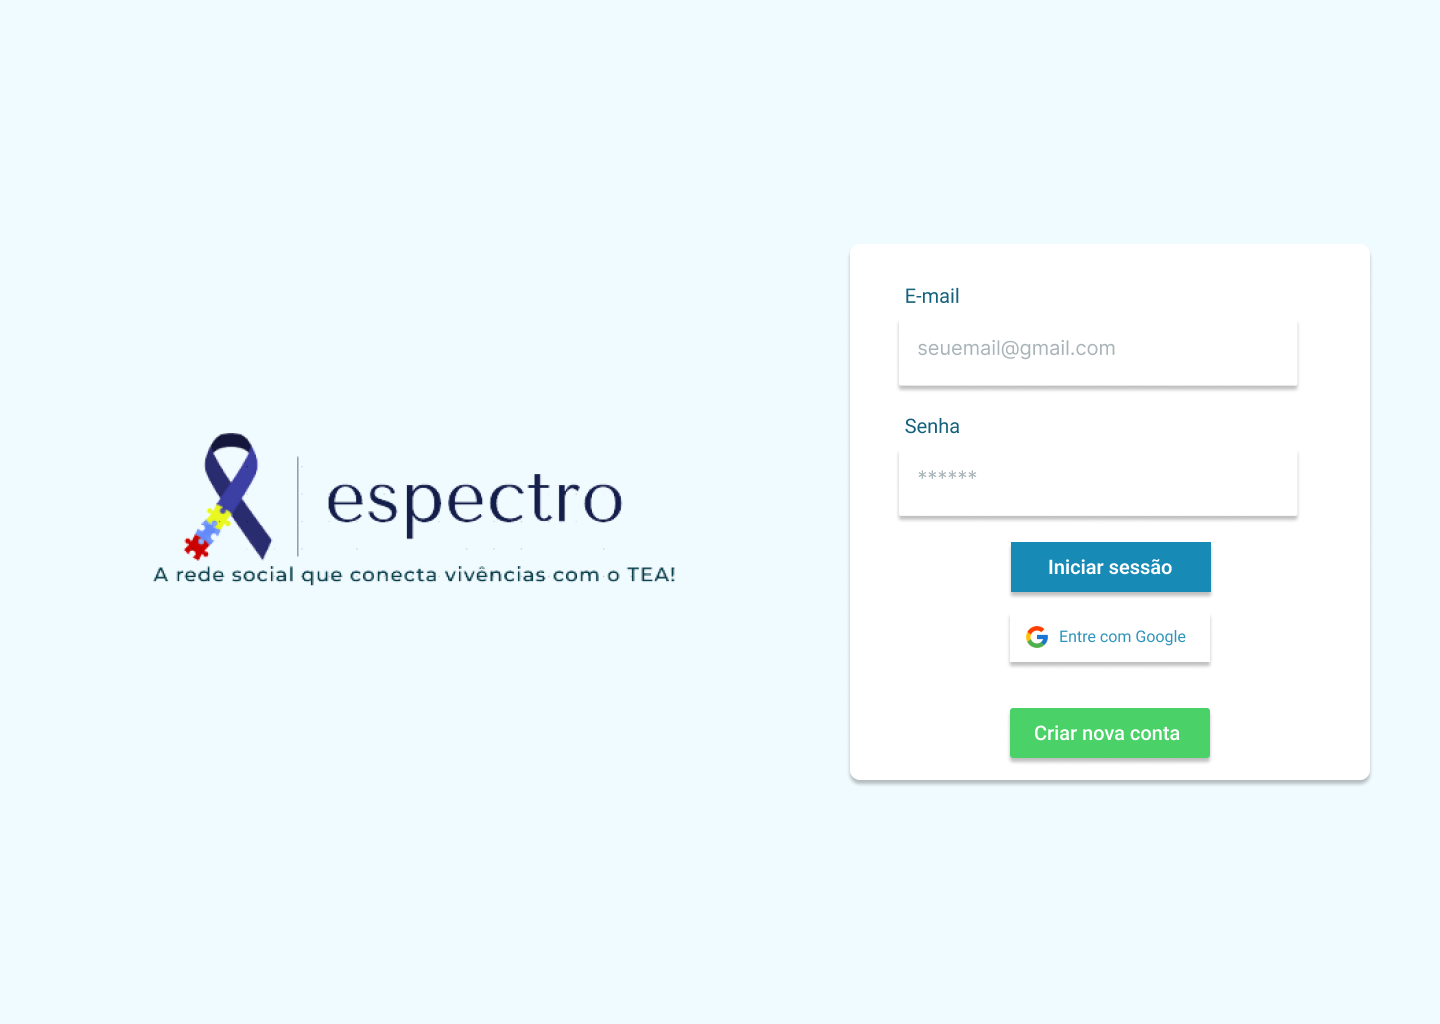 espectro
A rede social que conecta vivências com o TEA!
E-mail
seuemail@gmail.com
Senha
******
Iniciar sessão
Entre com Google
Criar nova conta